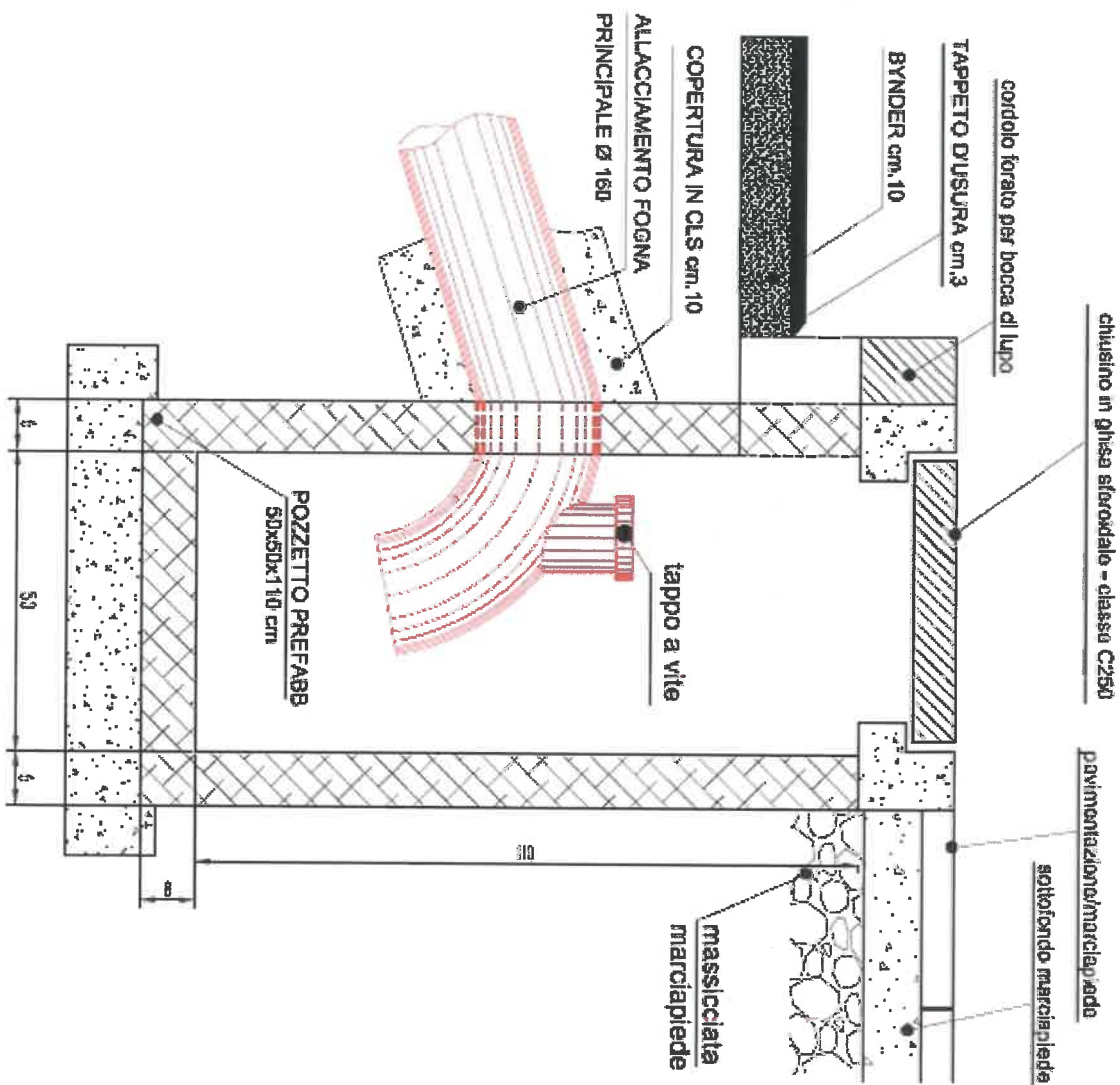 chiusino in ghisa sferoidale - classe C250
cordolo forato per bocca di lupo
TAPPETO D'USURA cm.3
BYNDER cm.10
COPERTURA IN CLS cm.10
ALLACCIAMENTO FOGNA
PRINCIPALE Ø 160
pavimentazione/marciapiede
sottofondo marciapiede
tappo a vite
massicciata
marciapiede
POZZETTO PREFABB
50x50x110 cm
50
8